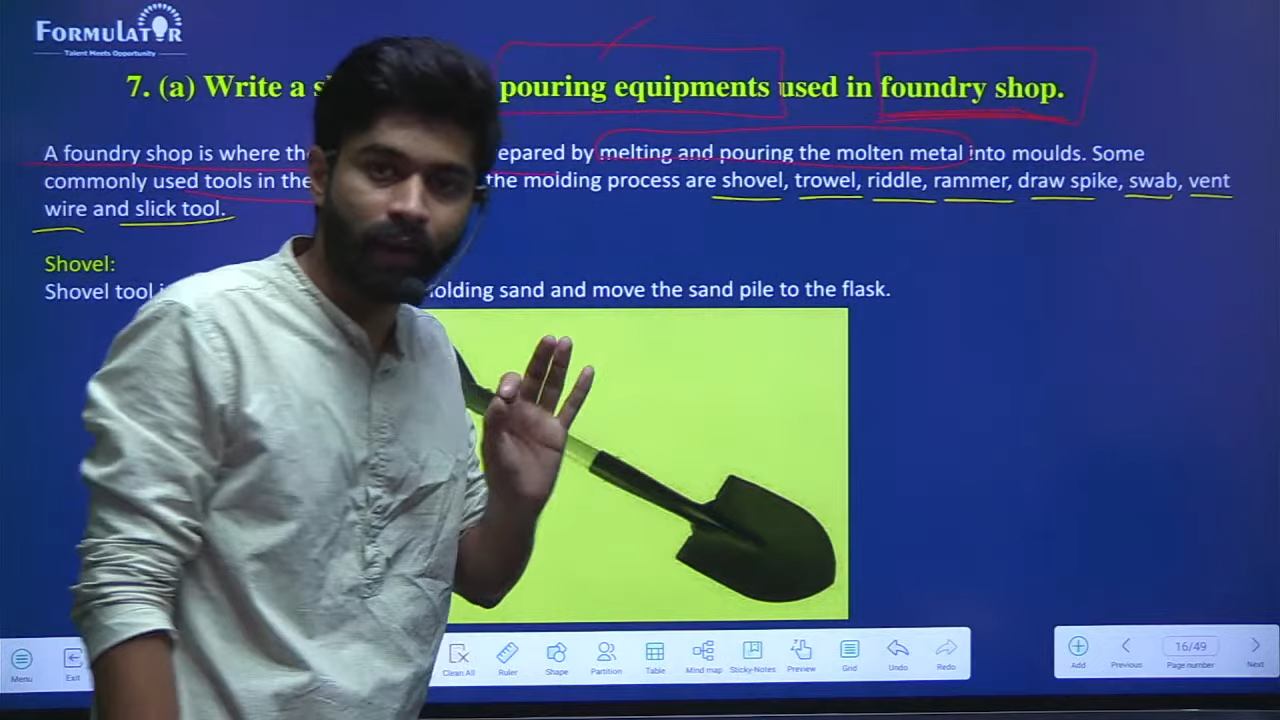 FORMULATOR
Talent Meets Opportunity
7. (a) Write a pouring equipments used in foundry shop.
A foundry shop is where the by melting and pouring the molten metal into moulds. Some
commonly used tools in the the molding process are shovel, trowel, riddle, rammer, draw spike, swab, vent
wire and slick tool.
Shovel:
Shovel tool sand and move the sand pile to the flask.
Menu
Exit
Clean All
Ruler
Shape
Partition
Table
Mind map
Sticky-Notes
Preview
Grid
Undo
Redo
Add
Previous
16/49
Page number
Next